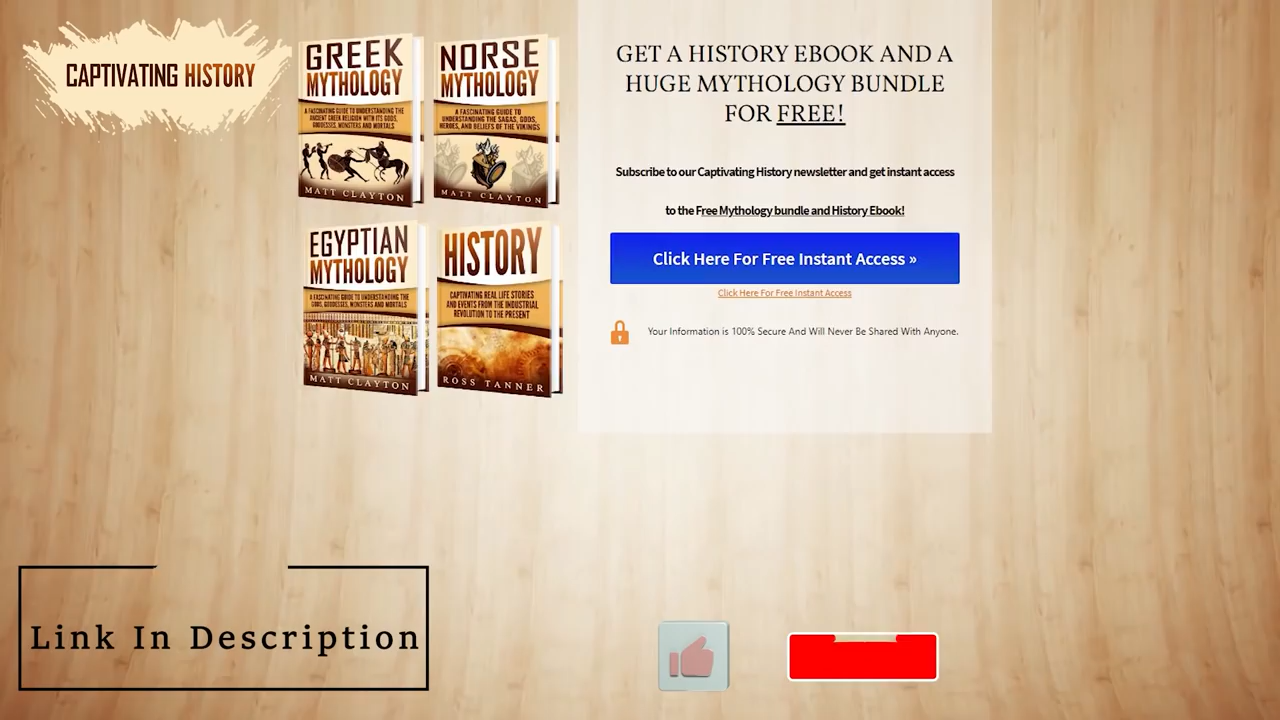 CAPTIVATING HISTORY
GREEK
MYTHOLOGY
A FASCINATING GUIDE TO UNDERSTANDING THE
ANCIENT GREEK RELIGION WITH ITS GODS,
GODDESSES, MONSTERS AND MORTALS
MATT CLAYTON
NORSE
MYTHOLOGY
A FASCINATING GUIDE TO
UNDERSTANDING THE SAGAS, GODS,
HEROES, AND BELIEFS OF THE VIKINGS
MATT CLAYTON
EGYPTIAN
MYTHOLOGY
A FASCINATING GUIDE TO UNDERSTANDING THE
GODS, GODDESSES, MONSTERS AND MORTALS
MATT CLAYTON
HISTORY
CAPTIVATING REAL LIFE STORIES
AND EVENTS FROM THE INDUSTRIAL
REVOLUTION TO THE PRESENT
ROSS TANNER
GET A HISTORY EBOOK AND A
HUGE MYTHOLOGY BUNDLE
FOR FREE!
Subscribe to our Captivating History newsletter and get instant access
to the Free Mythology bundle and History Ebook!
Click Here For Free Instant Access »
Click Here For Free Instant Access
Your Information is 100% Secure And Will Never Be Shared With Anyone.
Link In Description